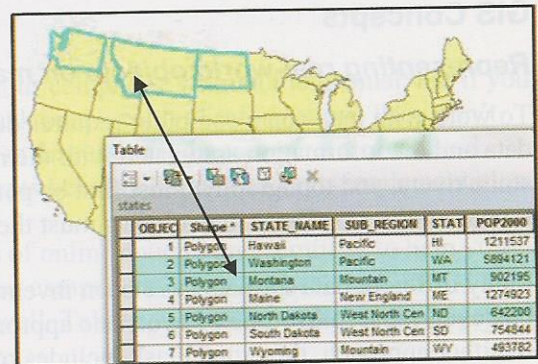 GIS Concepts
Table
states
OBJEC Shape * STATE_NAME SUB_REGION STAT POP2000
1 Polygon Hawaii Pacific HI 1211537
2 Polygon Washington Pacific WA 5894121
3 Polygon Montana Mountain MT 902195
4 Polygon Maine New England ME 1274923
5 Polygon North Dakota West North Cen ND 642200
6 Polygon South Dakota West North Cen SD 754844
7 Polygon Wyoming Mountain WY 493782